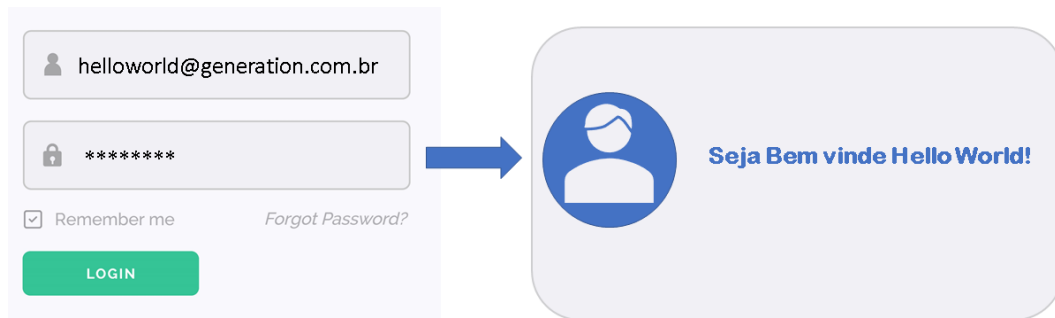 helloworld@generation.com.br
********
Remember me
Forgot Password?
LOGIN
Seja Bem vinde Hello World!